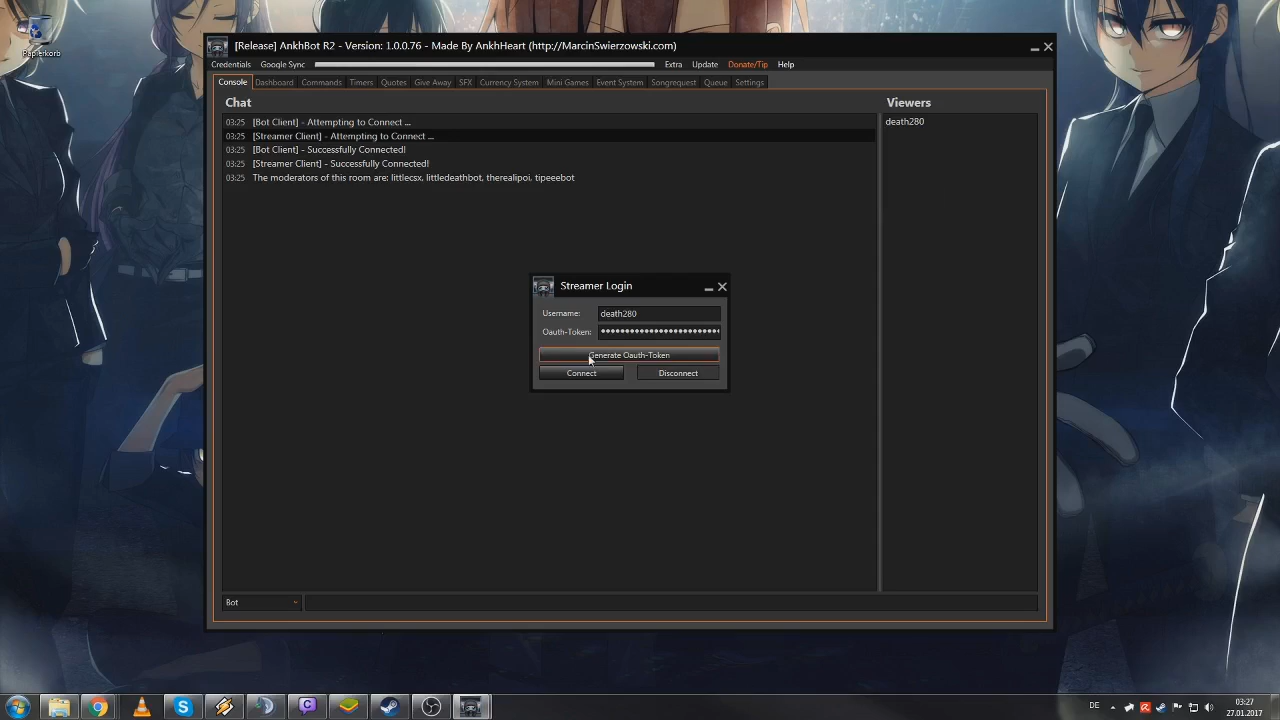 Papierkorb
[Release] AnkhBot R2 - Version: 1.0.0.76 - Made By AnkhHeart (http://MarcinSwierzowski.com)
Credentials Google Sync Extra Update Donate/Tip Help
Console Dashboard Commands Timers Quotes Give Away SFX Currency System Mini Games Event System Songrequest Queue Settings
Chat
03:25 [Bot Client] - Attempting to Connect ...
03:25 [Streamer Client] - Attempting to Connect ...
03:25 [Bot Client] - Successfully Connected!
03:25 [Streamer Client] - Successfully Connected!
03:25 The moderators of this room are: littlecsx, littledeathbot, therealipoi, tipeeebot
Viewers
death280
Streamer Login
Username: death280
Oauth-Token: ••••••••••••••••••••••••
Generate Oauth-Token
Connect Disconnect
Bot
DE
03:27
27.01.2017